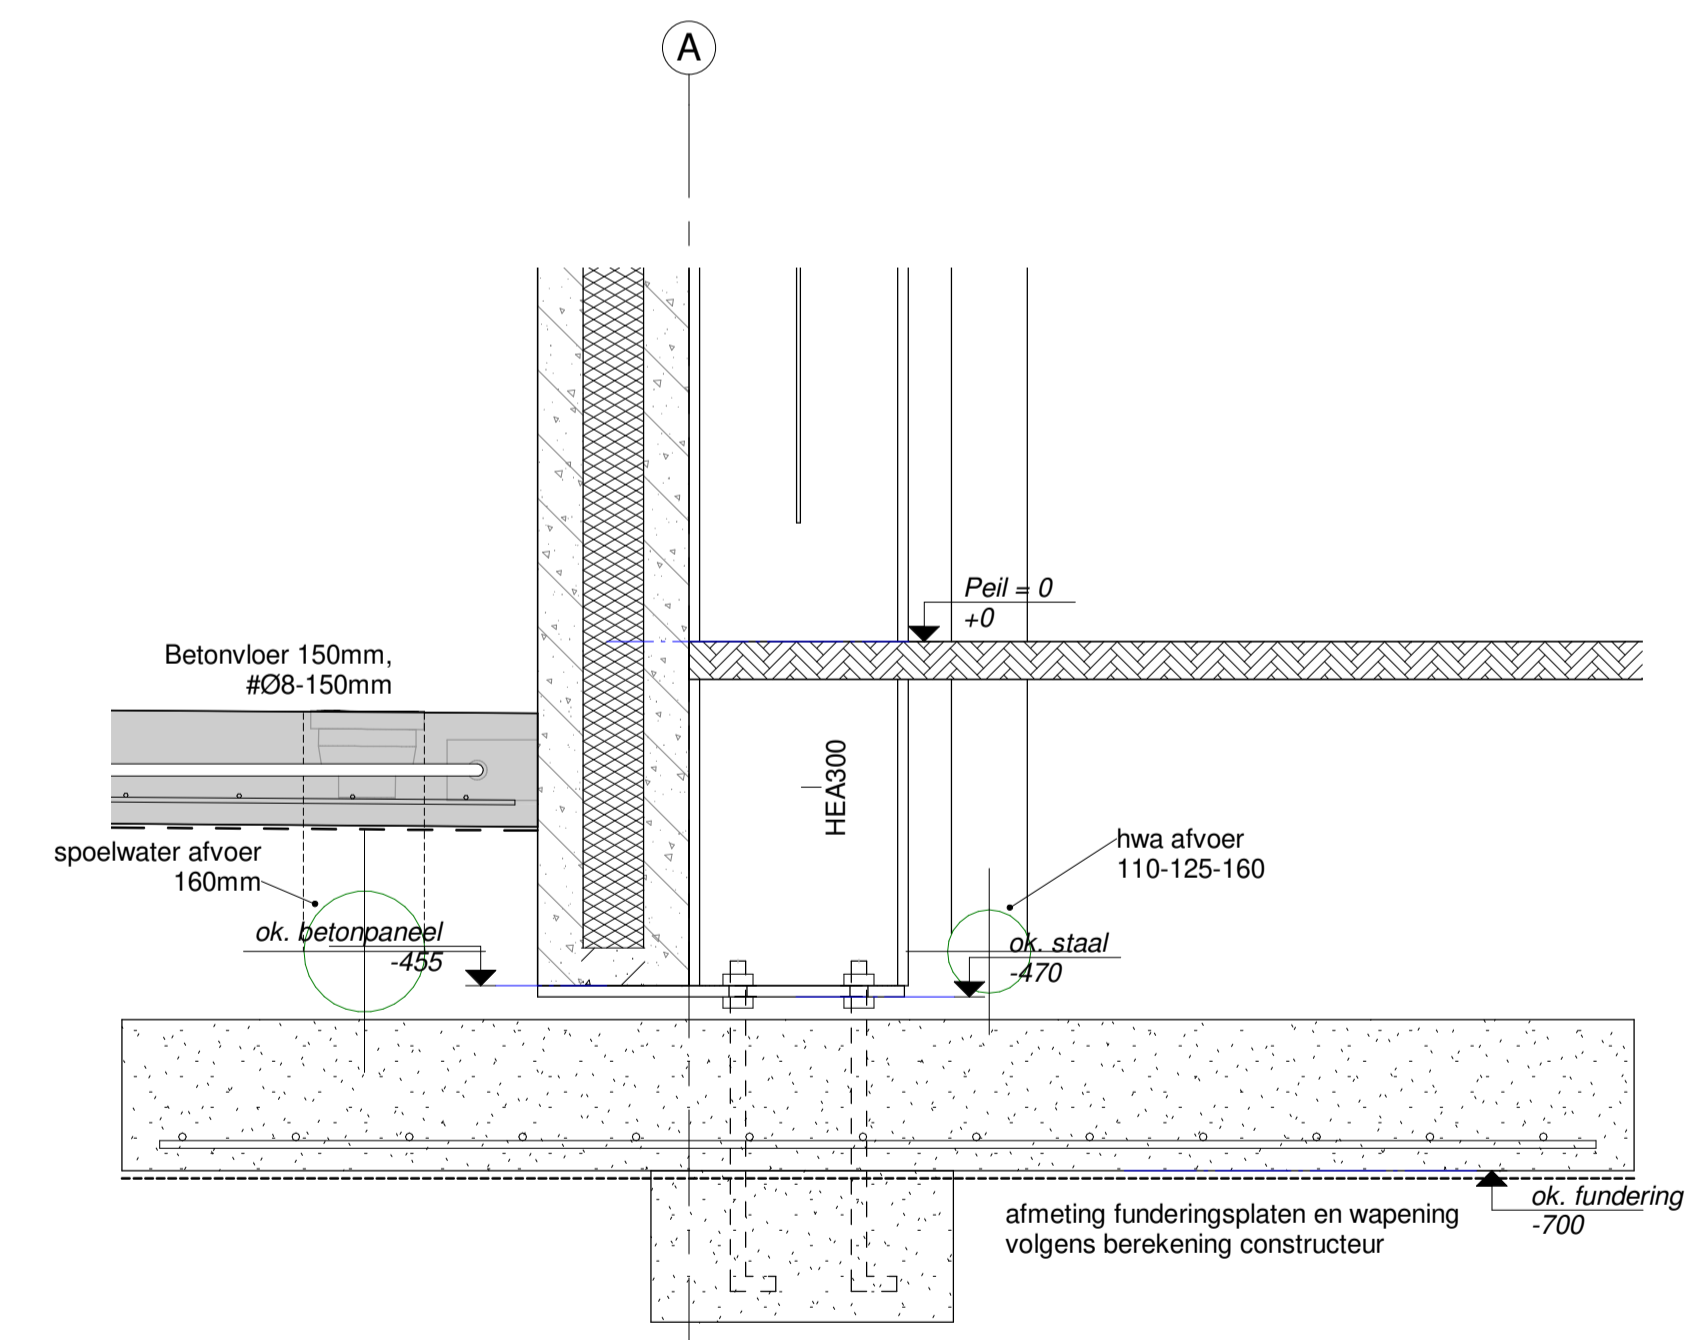 A
Peil = 0
+0
Betonvloer 150mm,
#Ø8-150mm
HEA300
spoelwater afvoer
160mm
hwa afvoer
110-125-160
ok. betonpaneel
-455
ok. staal
-470
ok. fundering
-700
afmeting funderingsplaten en wapening
volgens berekening constructeur